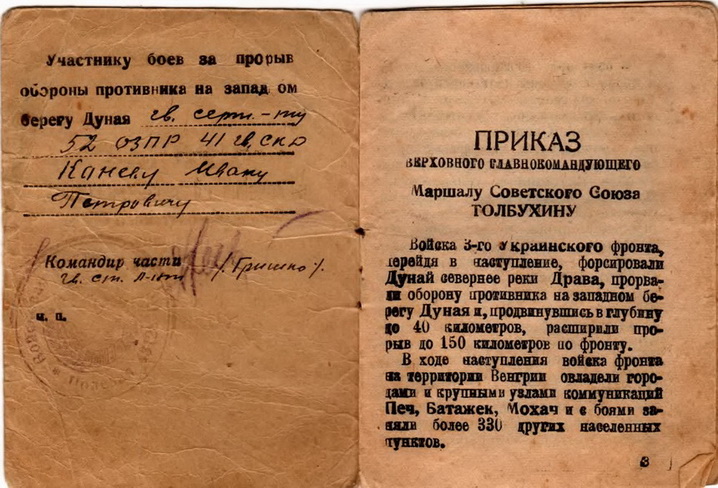 Участнику боев за прорыв
обороны противника на западном
берегу Дуная гв. серж-ту
52 ОЗПР 41 гв. СКД
Каневу Ивану
Петровичу
Командир части
гв. ст. л-т /Гришко/.
м. п.
ПРИКАЗ
ВЕРХОВНОГО ГЛАВНОКОМАНДУЮЩЕГО
Маршалу Советского Союза
ТОЛБУХИНУ
Войска 3-го Украинского фронта,
перейдя в наступление, форсировали
Дунай севернее реки Драва, прорва-
ли оборону противника на западном бе-
регу Дуная и, продвинувшись в глубину
до 40 километров, расширили про-
рыв до 150 километров по фронту.
В ходе наступления войска фронта
на территории Венгрии овладели горо-
дами и крупными узлами коммуникаций
Печ, Батажек, Мохач и с боями за-
няли более 330 других населенных
пунктов.
3